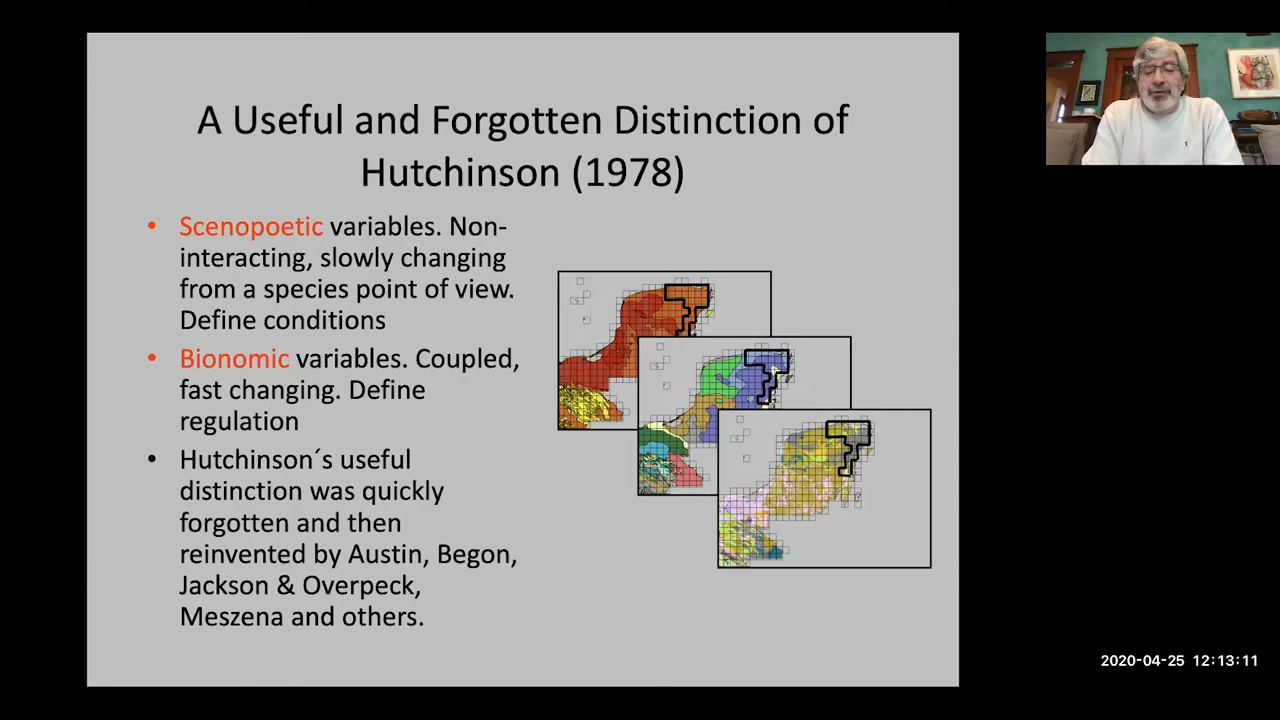 A Useful and Forgotten Distinction of
Hutchinson (1978)
• Scenopoetic variables. Non-
interacting, slowly changing
from a species point of view.
Define conditions
• Bionomic variables. Coupled,
fast changing. Define
regulation
• Hutchinson´s useful
distinction was quickly
forgotten and then
reinvented by Austin, Begon,
Jackson & Overpeck,
Meszena and others.
2020-04-25 12:13:11